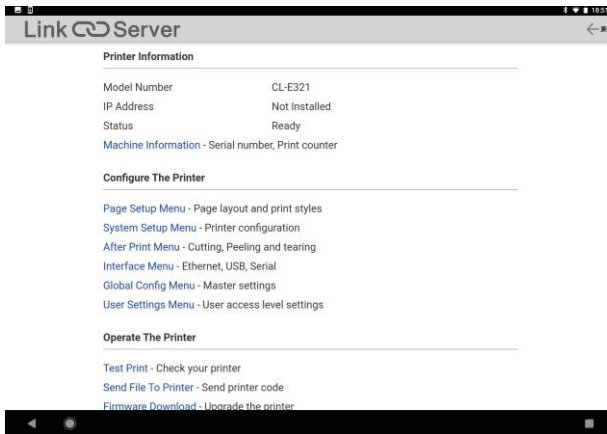 18:51
Link Server
Printer Information
Model Number CL-E321
IP Address Not Installed
Status Ready
Machine Information - Serial number, Print counter
Configure The Printer
Page Setup Menu - Page layout and print styles
System Setup Menu - Printer configuration
After Print Menu - Cutting, Peeling and tearing
Interface Menu - Ethernet, USB, Serial
Global Config Menu - Master settings
User Settings Menu - User access level settings
Operate The Printer
Test Print - Check your printer
Send File To Printer - Send printer code
Firmware Download - Upgrade the printer